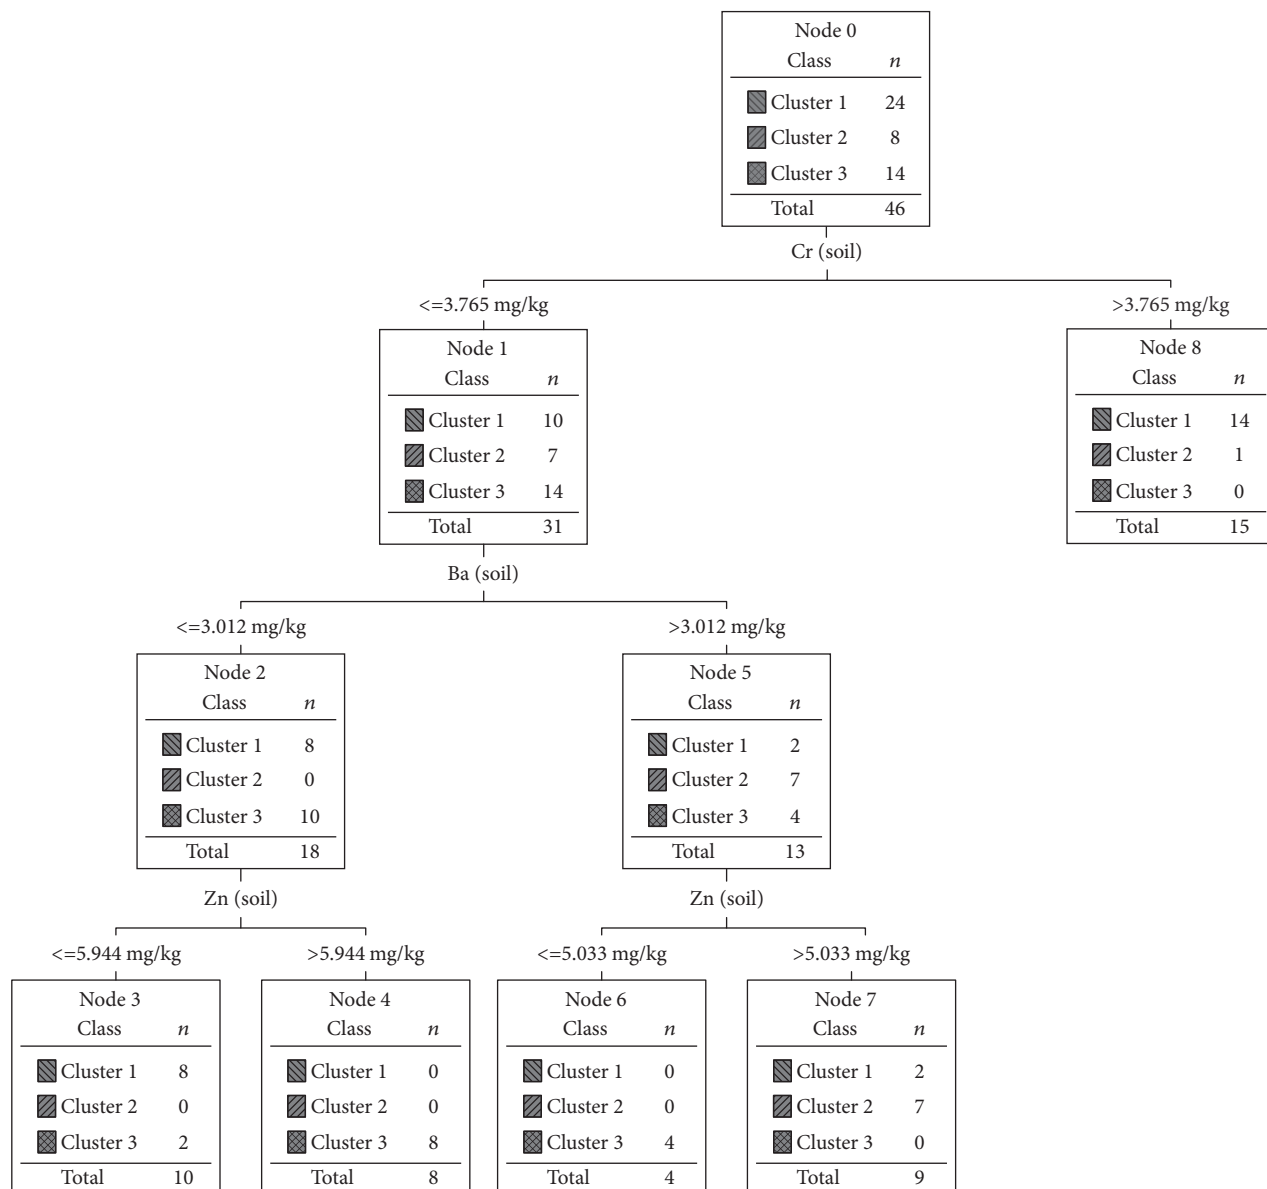 Node 0
Class n
Cluster 1 24
Cluster 2 8
Cluster 3 14
Total 46
Cr (soil)
<=3.765 mg/kg
>3.765 mg/kg
Node 1
Class n
Cluster 1 10
Cluster 2 7
Cluster 3 14
Total 31
Node 8
Class n
Cluster 1 14
Cluster 2 1
Cluster 3 0
Total 15
Ba (soil)
<=3.012 mg/kg
>3.012 mg/kg
Node 2
Class n
Cluster 1 8
Cluster 2 0
Cluster 3 10
Total 18
Node 5
Class n
Cluster 1 2
Cluster 2 7
Cluster 3 4
Total 13
Zn (soil)
Zn (soil)
<=5.944 mg/kg
>5.944 mg/kg
<=5.033 mg/kg
>5.033 mg/kg
Node 3
Class n
Cluster 1 8
Cluster 2 0
Cluster 3 2
Total 10
Node 4
Class n
Cluster 1 0
Cluster 2 0
Cluster 3 8
Total 8
Node 6
Class n
Cluster 1 0
Cluster 2 0
Cluster 3 4
Total 4
Node 7
Class n
Cluster 1 2
Cluster 2 7
Cluster 3 0
Total 9